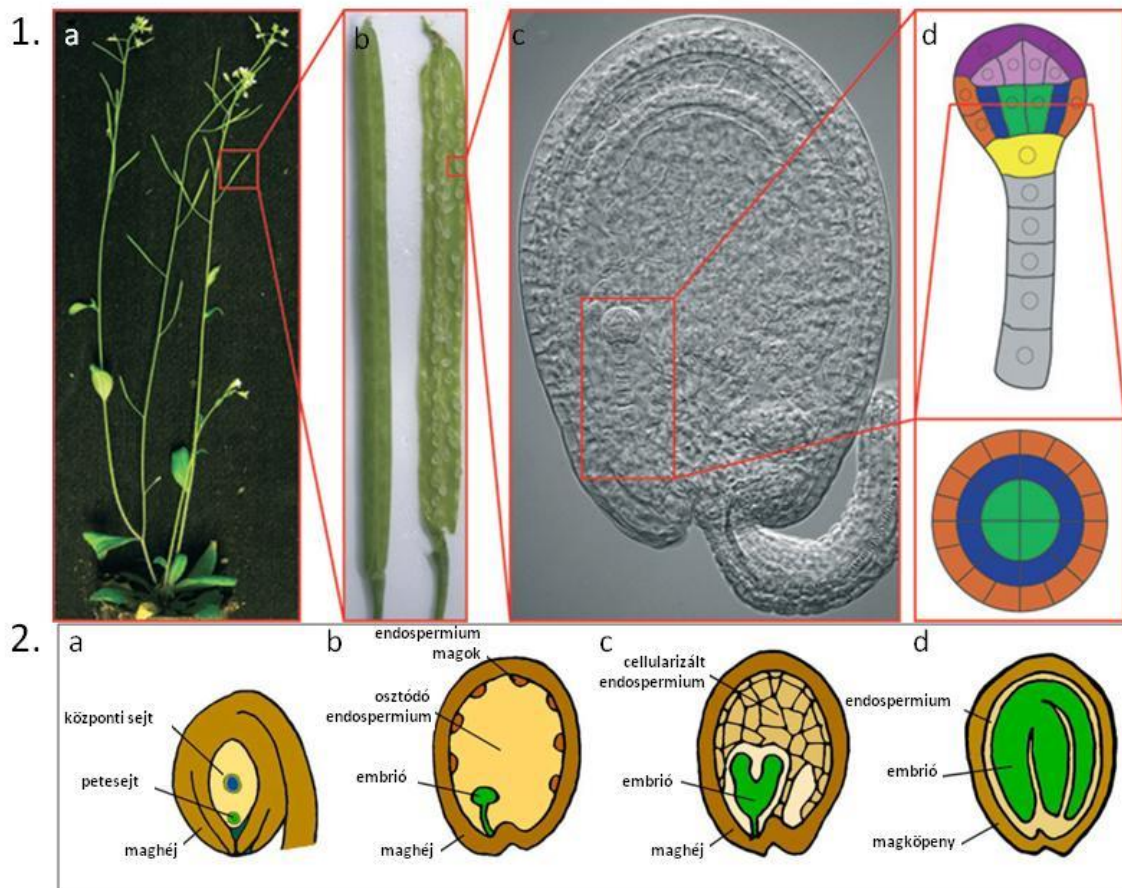 1.
a
b
c
d
2.
a
központi sejt
petesejt
maghéj
b
endospermium
magok
osztódó
endospermium
embrió
maghéj
c
cellularizált
endospermium
embrió
maghéj
d
endospermium
embrió
magköpeny